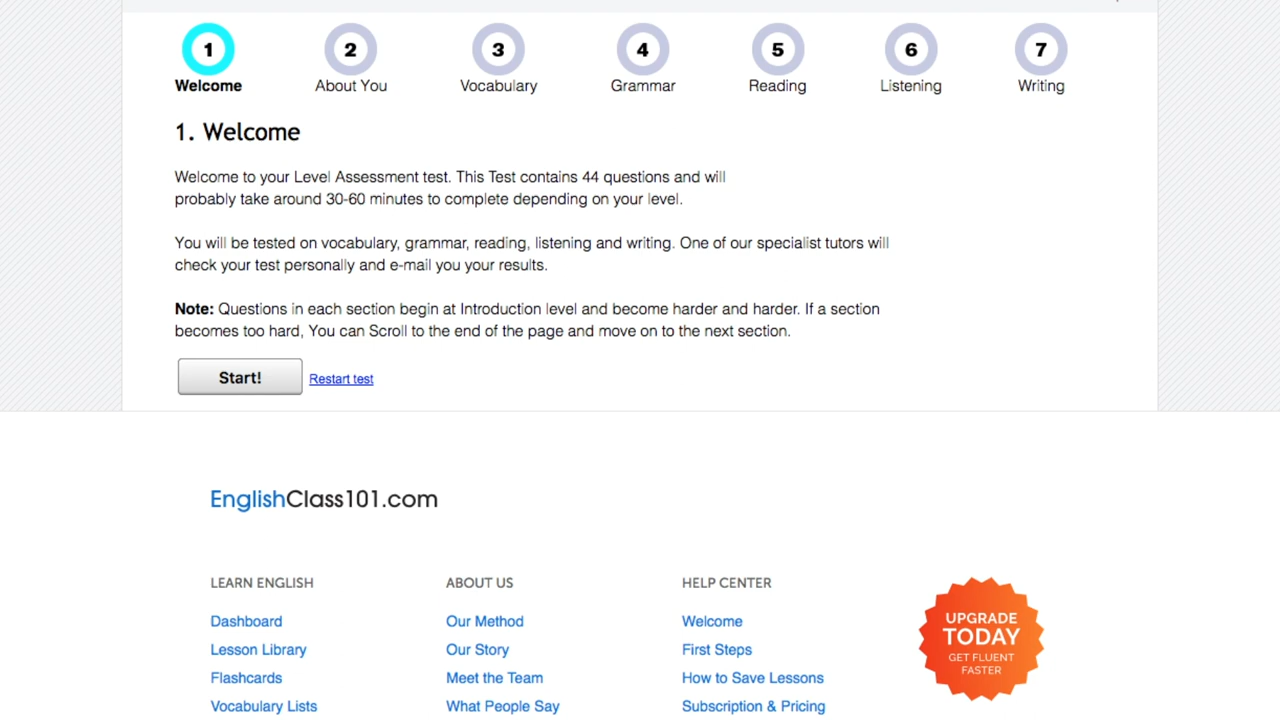 1 2 3 4 5 6 7
Welcome About You Vocabulary Grammar Reading Listening Writing
1. Welcome
Welcome to your Level Assessment test. This Test contains 44 questions and will
probably take around 30-60 minutes to complete depending on your level.
You will be tested on vocabulary, grammar, reading, listening and writing. One of our specialist tutors will
check your test personally and e-mail you your results.
Note: Questions in each section begin at Introduction level and become harder and harder. If a section
becomes too hard, You can Scroll to the end of the page and move on to the next section.
Start! Restart test
EnglishClass101.com
LEARN ENGLISH
Dashboard
Lesson Library
Flashcards
Vocabulary Lists
ABOUT US
Our Method
Our Story
Meet the Team
What People Say
HELP CENTER
Welcome
First Steps
How to Save Lessons
Subscription & Pricing
UPGRADE
TODAY
GET FLUENT
FASTER